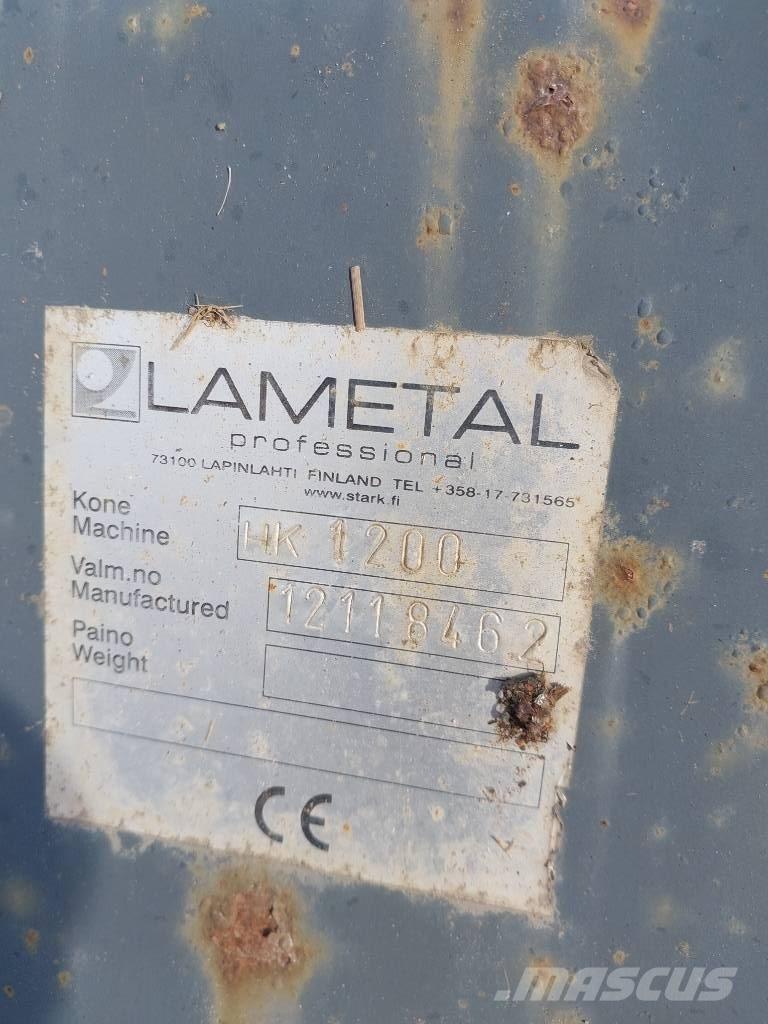 LAMETAL
professional
73100 LAPINLAHTI FINLAND TEL +358-17-731565
www.stark.fi
Kone
Machine
HK 1200
Valm.no
Manufactured
12118462
Paino
Weight
CE
MASCUS